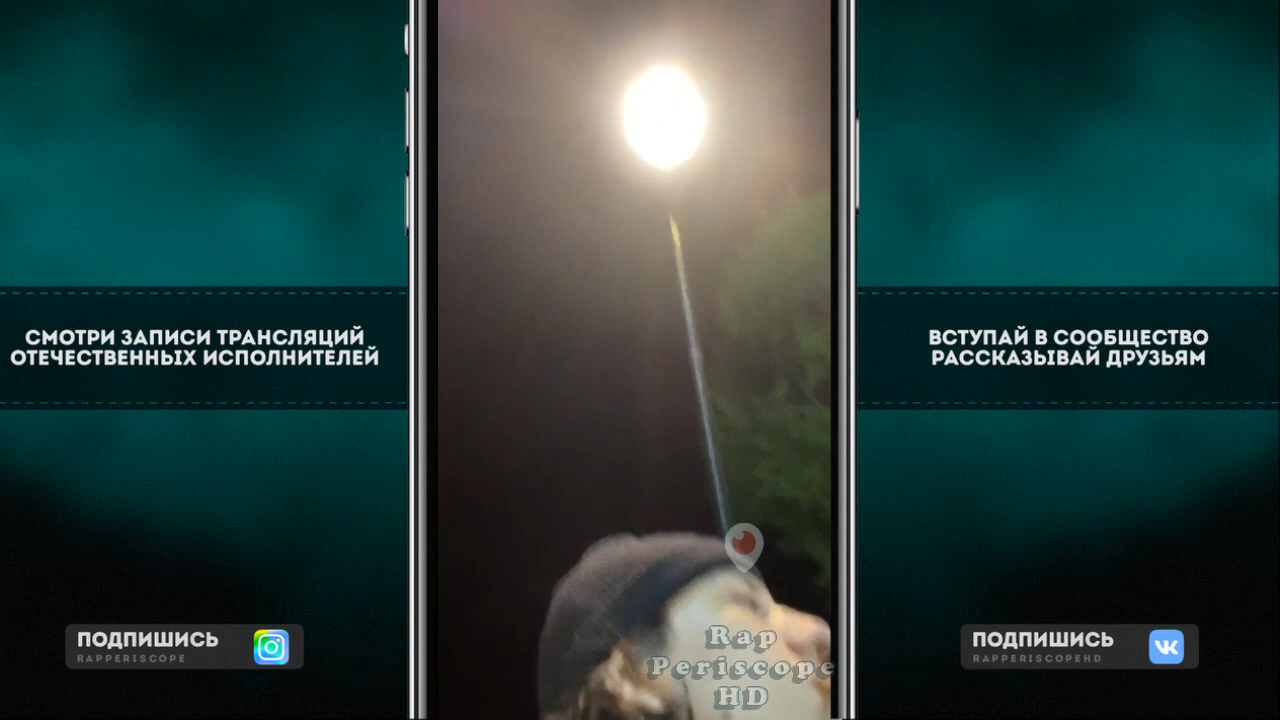 СМОТРИ ЗАПИСИ ТРАНСЛЯЦИЙ
ОТЕЧЕСТВЕННЫХ ИСПОЛНИТЕЛЕЙ
ВСТУПАЙ В СООБЩЕСТВО
РАССКАЗЫВАЙ ДРУЗЬЯМ
ПОДПИШИСЬ
RAPPERISCOPE
Rap
Periscope
HD
ПОДПИШИСЬ
RAPPERISCOPEHD